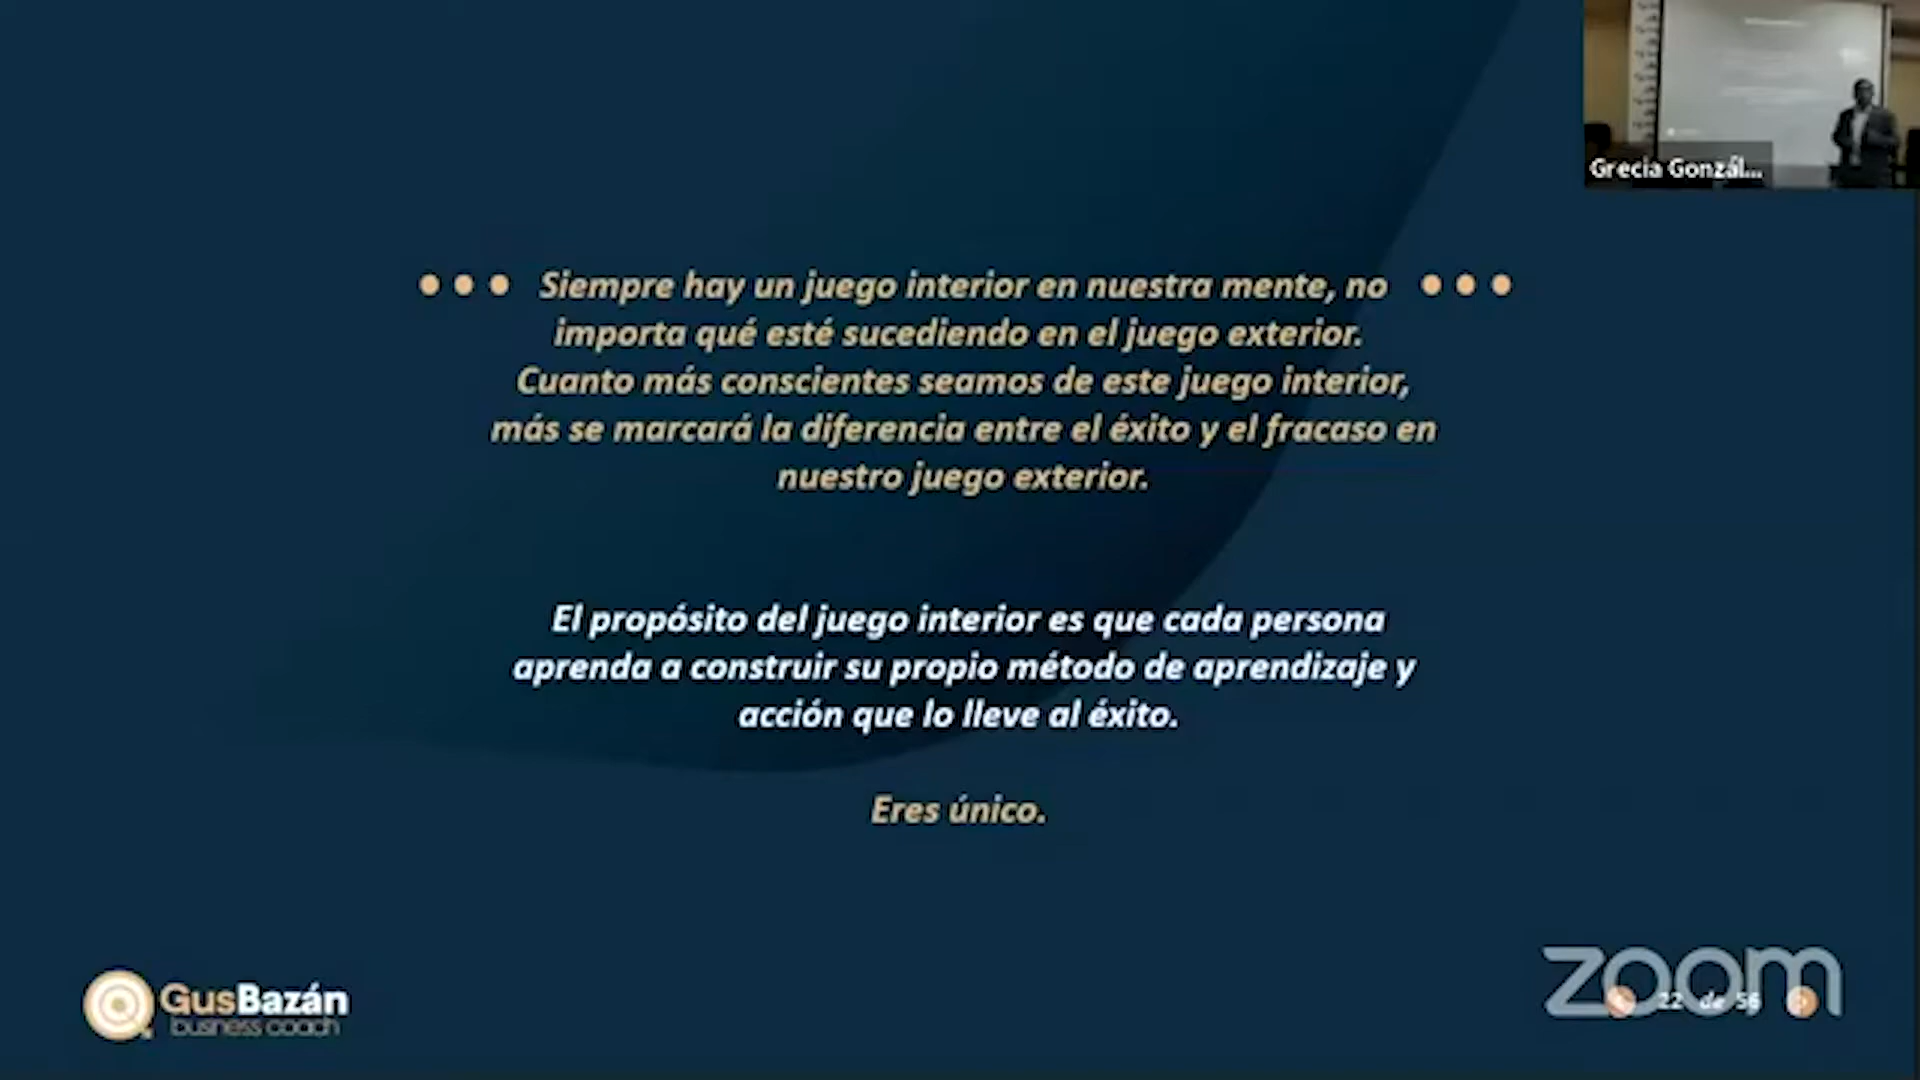 Grecia Gonzál...
Siempre hay un juego interior en nuestra mente, no
importa qué esté sucediendo en el juego exterior.
Cuanto más conscientes seamos de este juego interior,
más se marcará la diferencia entre el éxito y el fracaso en
nuestro juego exterior.
El propósito del juego interior es que cada persona
aprenda a construir su propio método de aprendizaje y
acción que lo lleve al éxito.
Eres único.
GusBazán
business coach
zoom
22 de 56